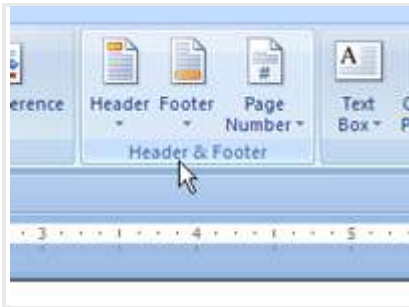 erence
Header
Footer
Page
Number
Text
Box
Header & Footer
3
4
5